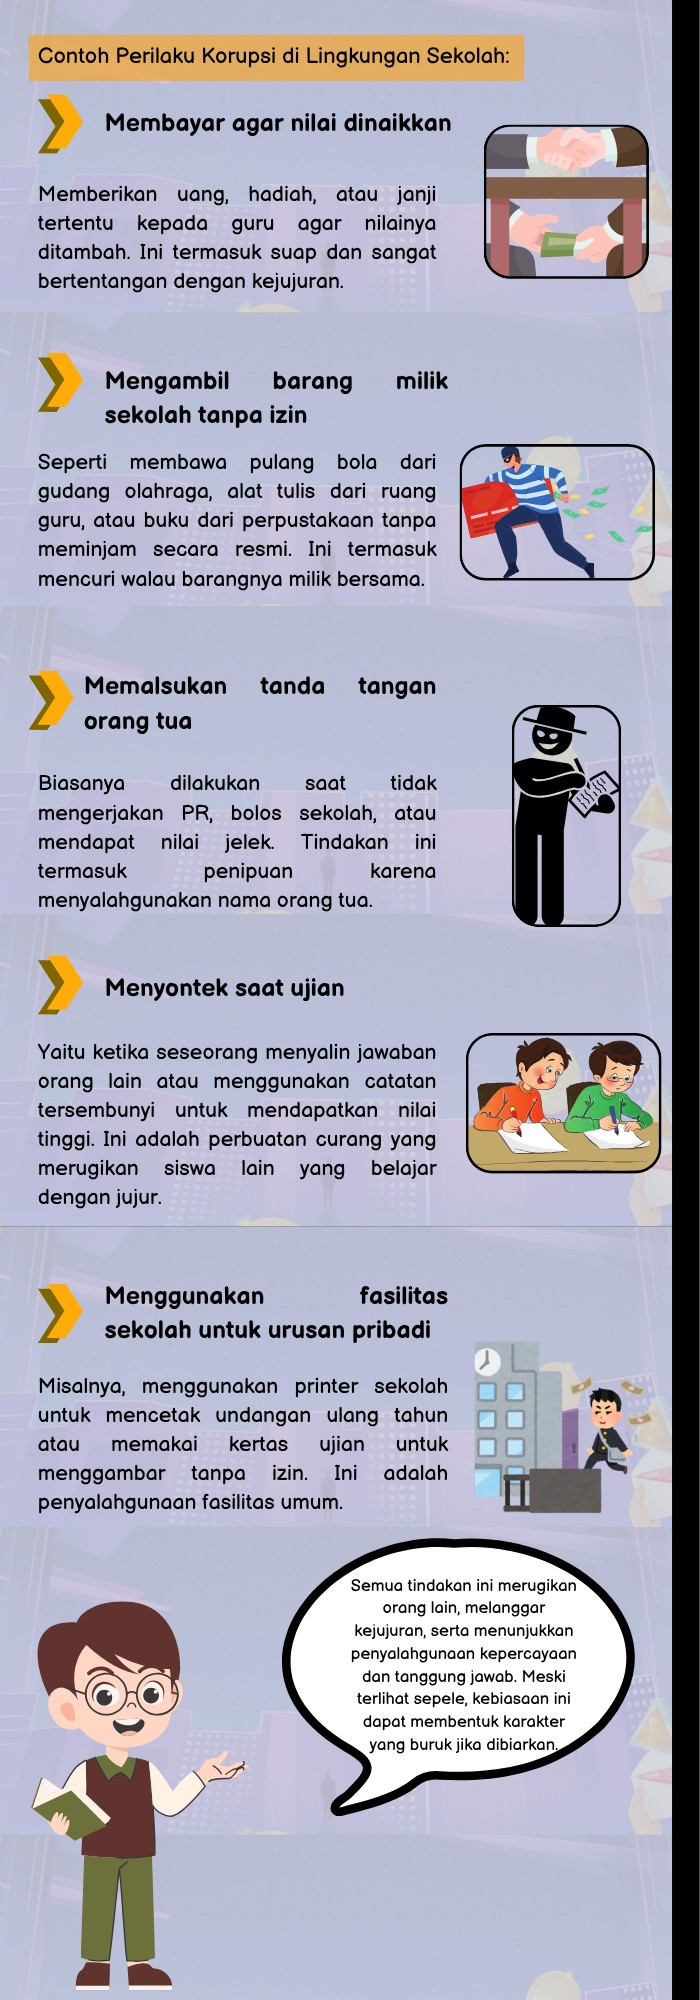 Contoh Perilaku Korupsi di Lingkungan Sekolah:
Membayar agar nilai dinaikkan
Memberikan uang, hadiah, atau janji
tertentu kepada guru agar nilainya
ditambah. Ini termasuk suap dan sangat
bertentangan dengan kejujuran.
Mengambil barang milik
sekolah tanpa izin
Seperti membawa pulang bola dari
gudang olahraga, alat tulis dari ruang
guru, atau buku dari perpustakaan tanpa
meminjam secara resmi. Ini termasuk
mencuri walau barangnya milik bersama.
Memalsukan tanda tangan
orang tua
Biasanya dilakukan saat tidak
mengerjakan PR, bolos sekolah, atau
mendapat nilai jelek. Tindakan ini
termasuk penipuan karena
menyalahgunakan nama orang tua.
Menyontek saat ujian
Yaitu ketika seseorang menyalin jawaban
orang lain atau menggunakan catatan
tersembunyi untuk mendapatkan nilai
tinggi. Ini adalah perbuatan curang yang
merugikan siswa lain yang belajar
dengan jujur.
Menggunakan fasilitas
sekolah untuk urusan pribadi
Misalnya, menggunakan printer sekolah
untuk mencetak undangan ulang tahun
atau memakai kertas ujian untuk
menggambar tanpa izin. Ini adalah
penyalahgunaan fasilitas umum.
Semua tindakan ini merugikan
orang lain, melanggar
kejujuran, serta menunjukkan
penyalahgunaan kepercayaan
dan tanggung jawab. Meski
terlihat sepele, kebiasaan ini
dapat membentuk karakter
yang buruk jika dibiarkan.